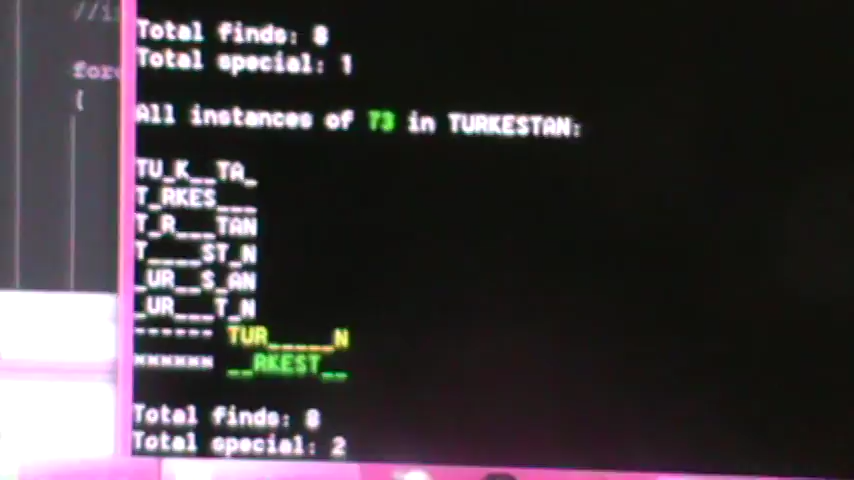 //i
Total finds: 8
Total special: 1
fore
{
All instances of 73 in TURKESTAN:
TU_K__TA_
T_RKES___
T_R___TAN
T____ST_N
_UR__S_AN
_UR___T_N
------ TUR_____N
====== __RKEST__
Total finds: 8
Total special: 2